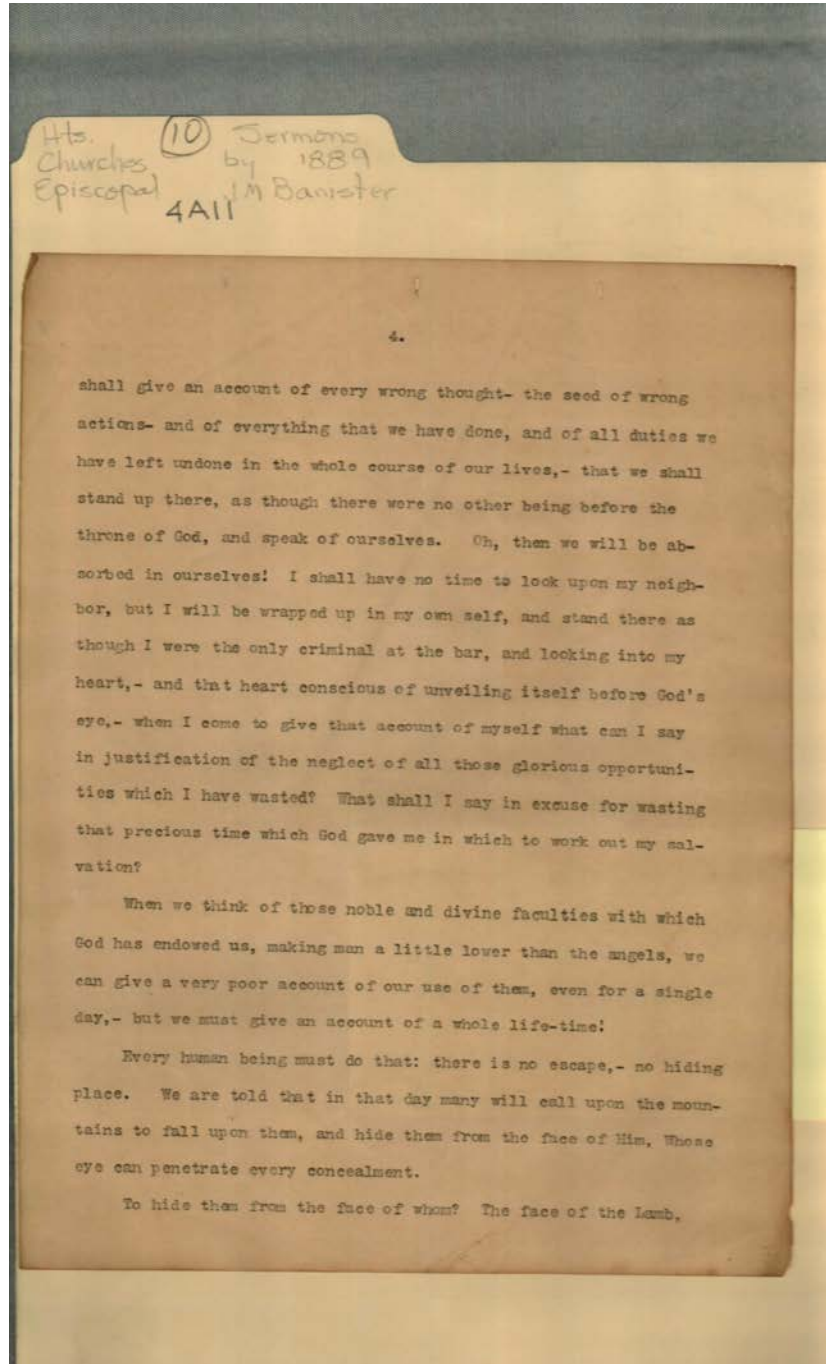 Hts. (10) Sermons
Churches by 1889
Episcopal J M Banister
4A11
4.
shall give an account of every wrong thought- the seed of wrong
actions- and of everything that we have done, and of all duties we
have left undone in the whole course of our lives,- that we shall
stand up there, as though there were no other being before the
throne of God, and speak of ourselves. Oh, then we will be ab-
sorbed in ourselves! I shall have no time to look upon my neigh-
bor, but I will be wrapped up in my own self, and stand there as
though I were the only criminal at the bar, and looking into my
heart,- and that heart conscious of unveiling itself before God's
eye,- when I come to give that account of myself what can I say
in justification of the neglect of all those glorious opportuni-
ties which I have wasted? What shall I say in excuse for wasting
that precious time which God gave me in which to work out my sal-
vation?
When we think of those noble and divine faculties with which
God has endowed us, making man a little lower than the angels, we
can give a very poor account of our use of them, even for a single
day,- but we must give an account of a whole life-time!
Every human being must do that: there is no escape,- no hiding
place. We are told that in that day many will call upon the moun-
tains to fall upon them, and hide them from the face of Him, Whose
eye can penetrate every concealment.
To hide them from the face of whom? The face of the Lamb,